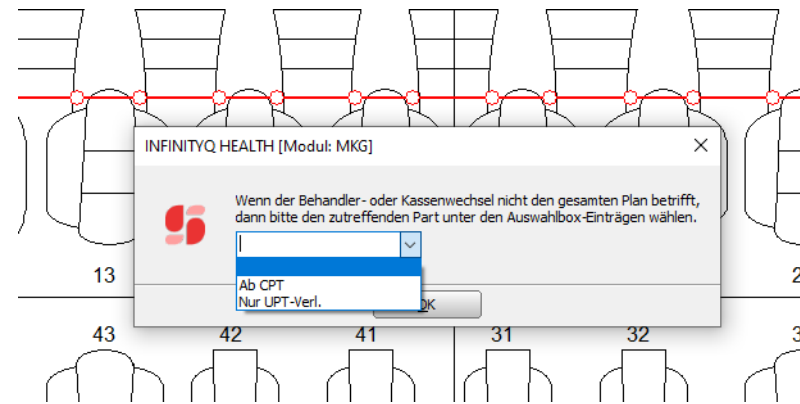 INFINITYQ HEALTH [Modul: MKG]
Wenn der Behandler- oder Kassenwechsel nicht den gesamten Plan betrifft,
dann bitte den zutreffenden Part unter den Auswahlbox-Einträgen wählen.
Ab CPT
Nur UPT-Verl.
13
43 42 41 31 32